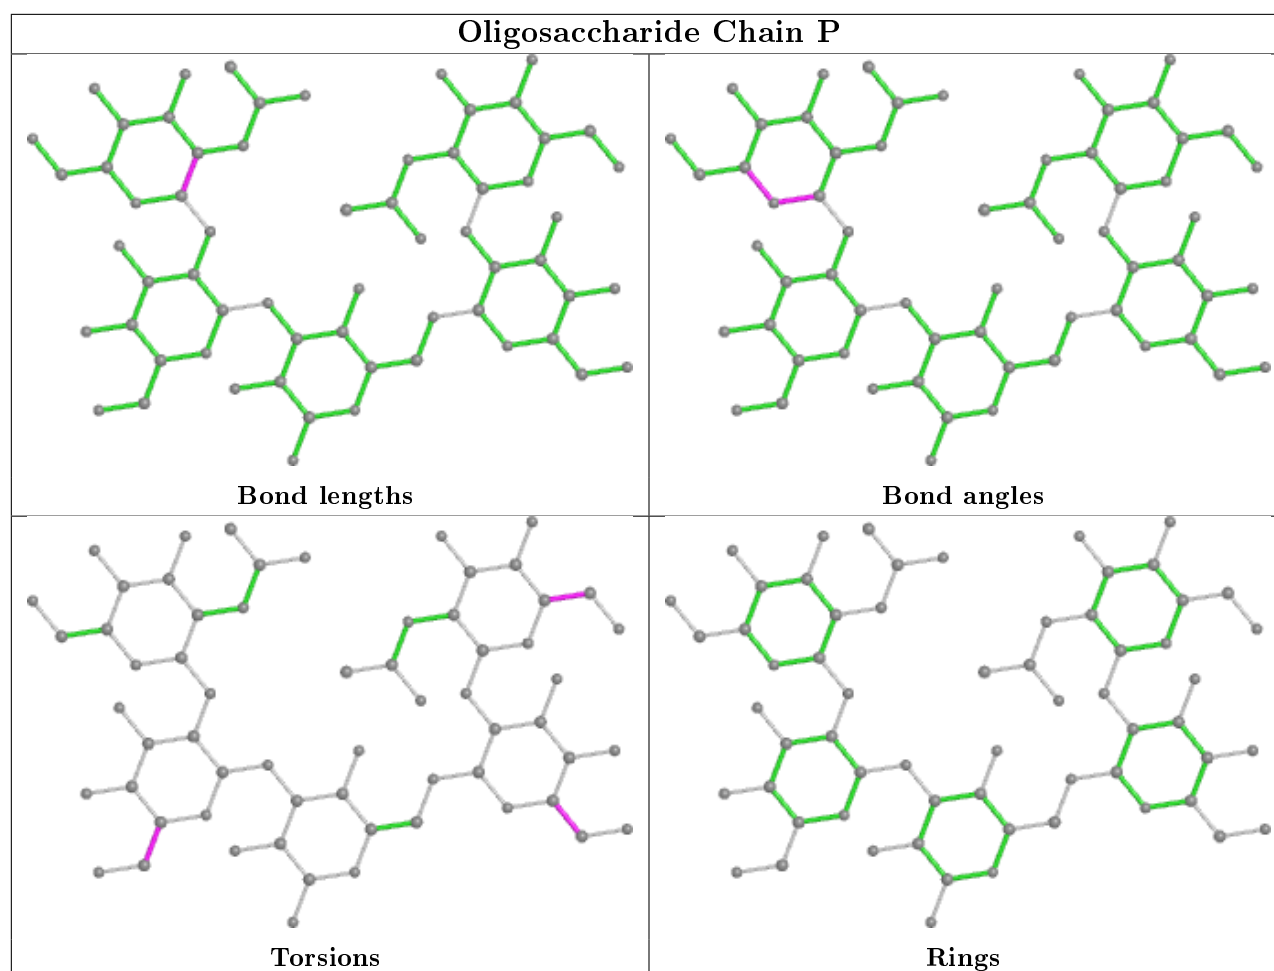 Oligosaccharide Chain P
Bond lengths
Bond angles
Torsions
Rings